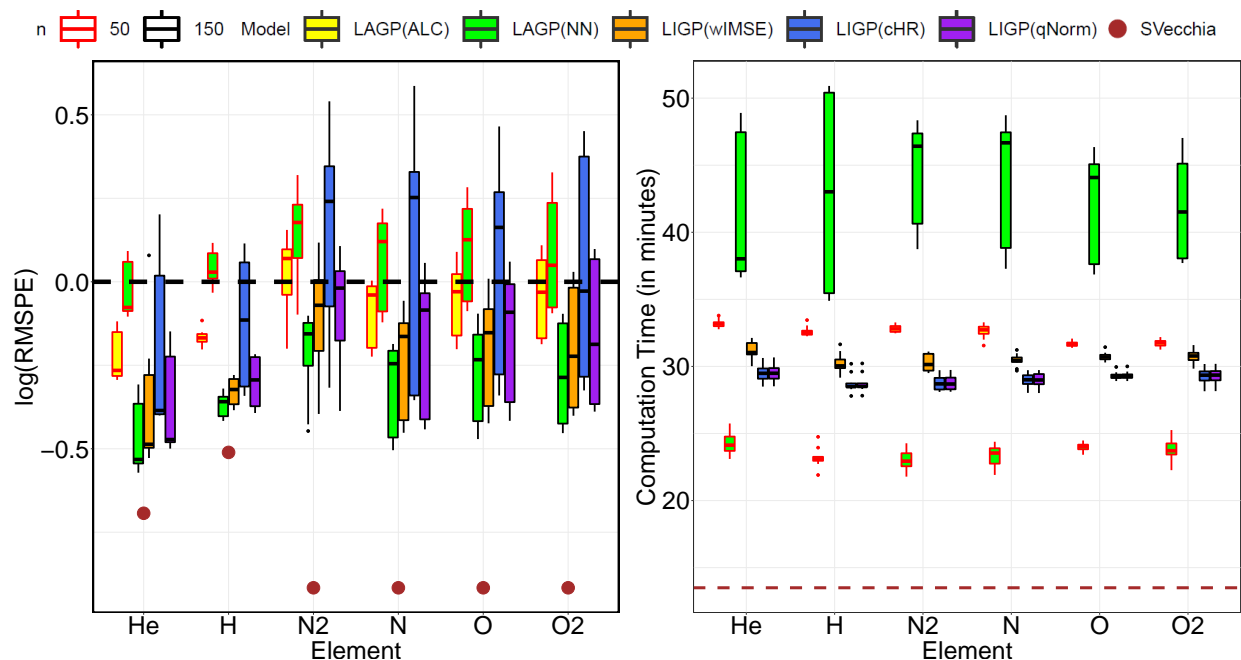 n 50 150 Model LAGP(ALC) LAGP(NN) LIGP(wIMSE) LIGP(cHR) LIGP(qNorm) SVecchia
log(RMSPE)
0.5
0.0
−0.5
He H N2 N O O2
Element
Computation Time (in minutes)
50
40
30
20
He H N2 N O O2
Element